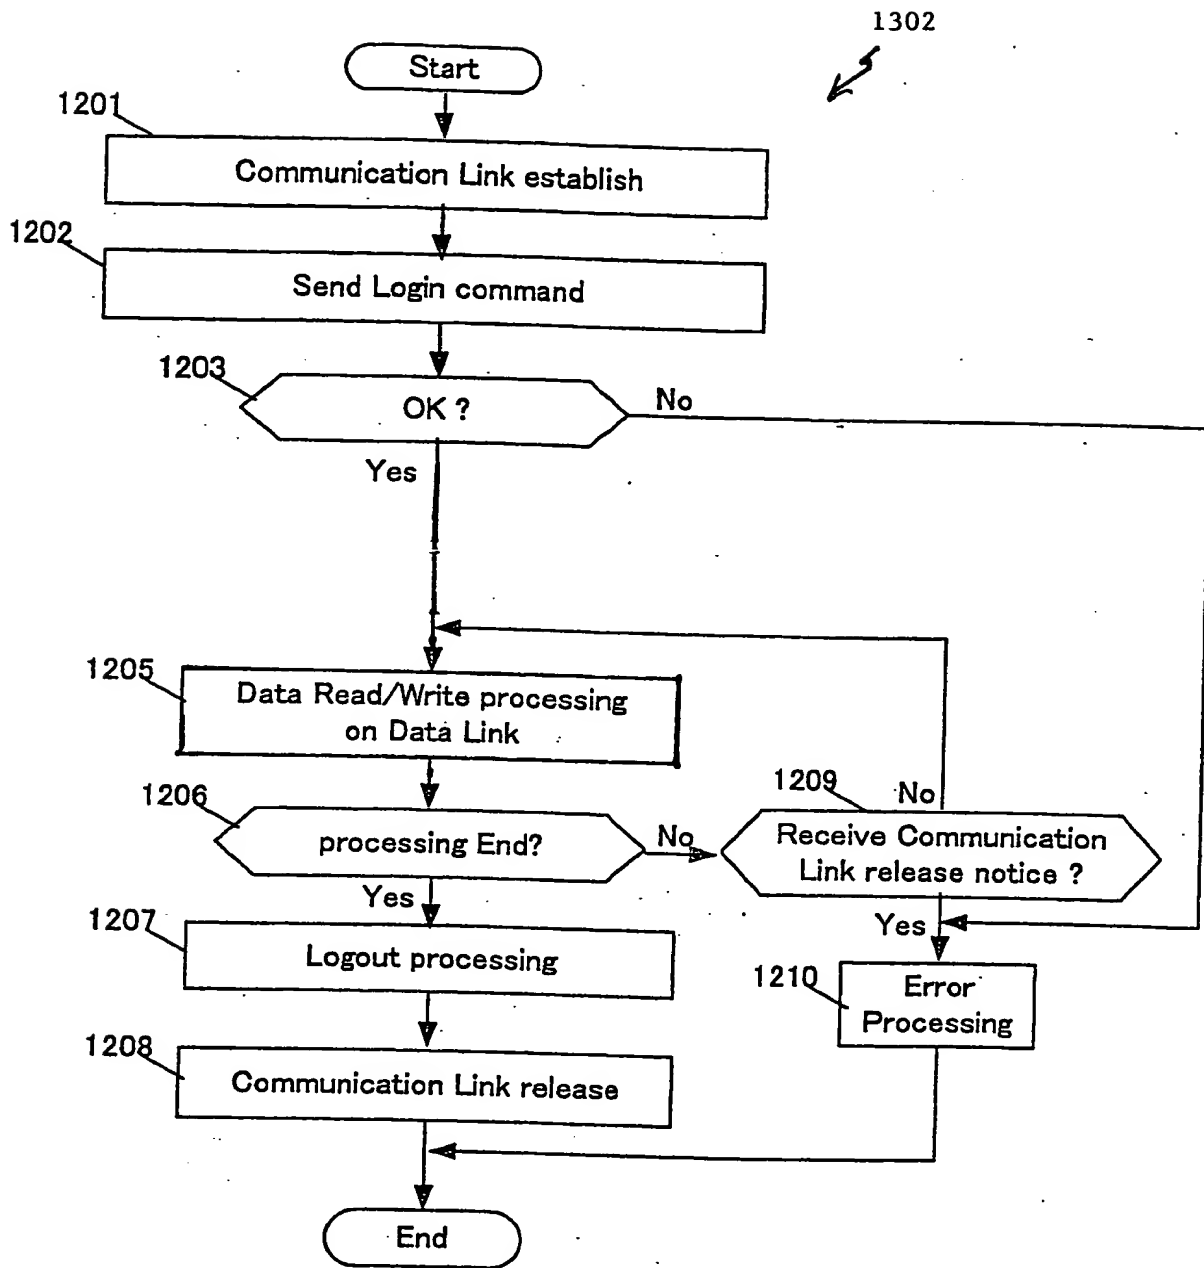 1302
Start
1201
Communication Link establish
1202
Send Login command
1203
OK ?
No
Yes
1205
Data Read/Write processing
on Data Link
1206
processing End?
No
1209
No
Receive Communication
Link release notice ?
Yes
Yes
1207
Logout processing
1210
Error
Processing
1208
Communication Link release
End